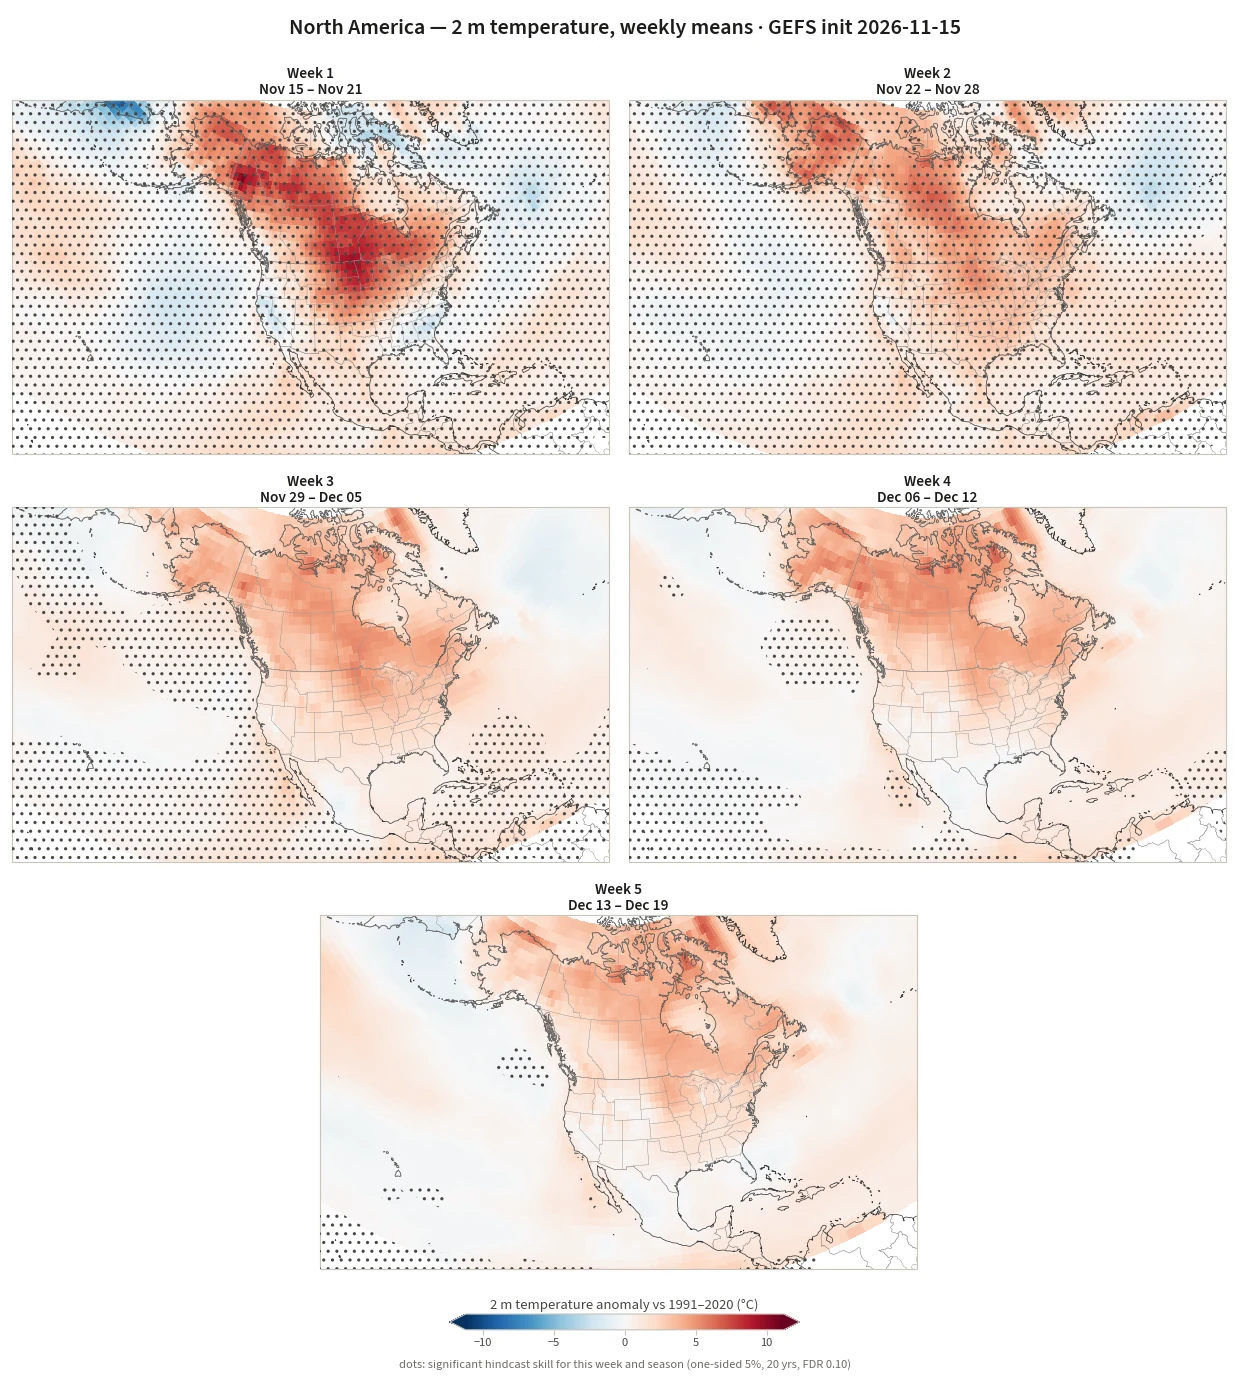 North America — 2 m temperature, weekly means · GEFS init 2026-11-15
Week 1
Nov 15 – Nov 21
Week 2
Nov 22 – Nov 28
Week 3
Nov 29 – Dec 05
Week 4
Dec 06 – Dec 12
Week 5
Dec 13 – Dec 19
2 m temperature anomaly vs 1991–2020 (°C)
−10 −5 0 5 10
dots: significant hindcast skill for this week and season (one-sided 5%, 20 yrs, FDR 0.10)